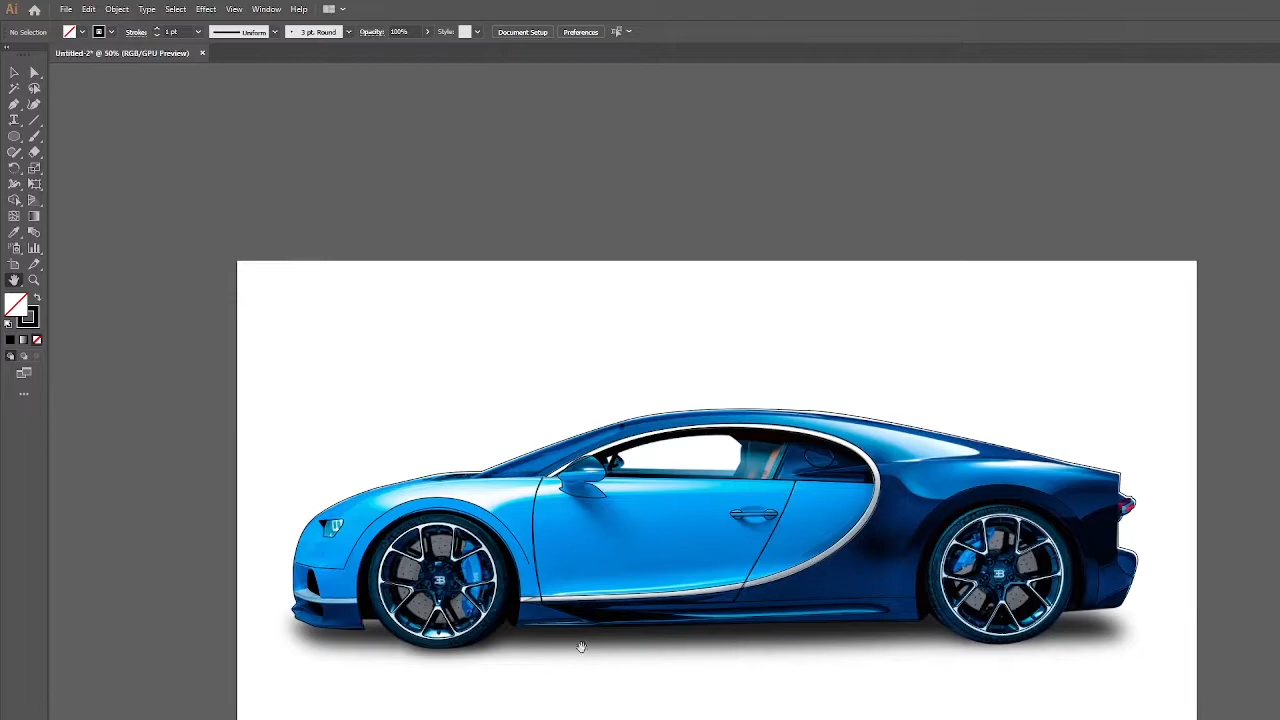 Ai File Edit Object Type Select Effect View Window Help
No Selection Stroke: 1 pt Uniform 3 pt. Round Opacity: 100% Style: Document Setup Preferences
Untitled-2* @ 50% (RGB/GPU Preview) ×